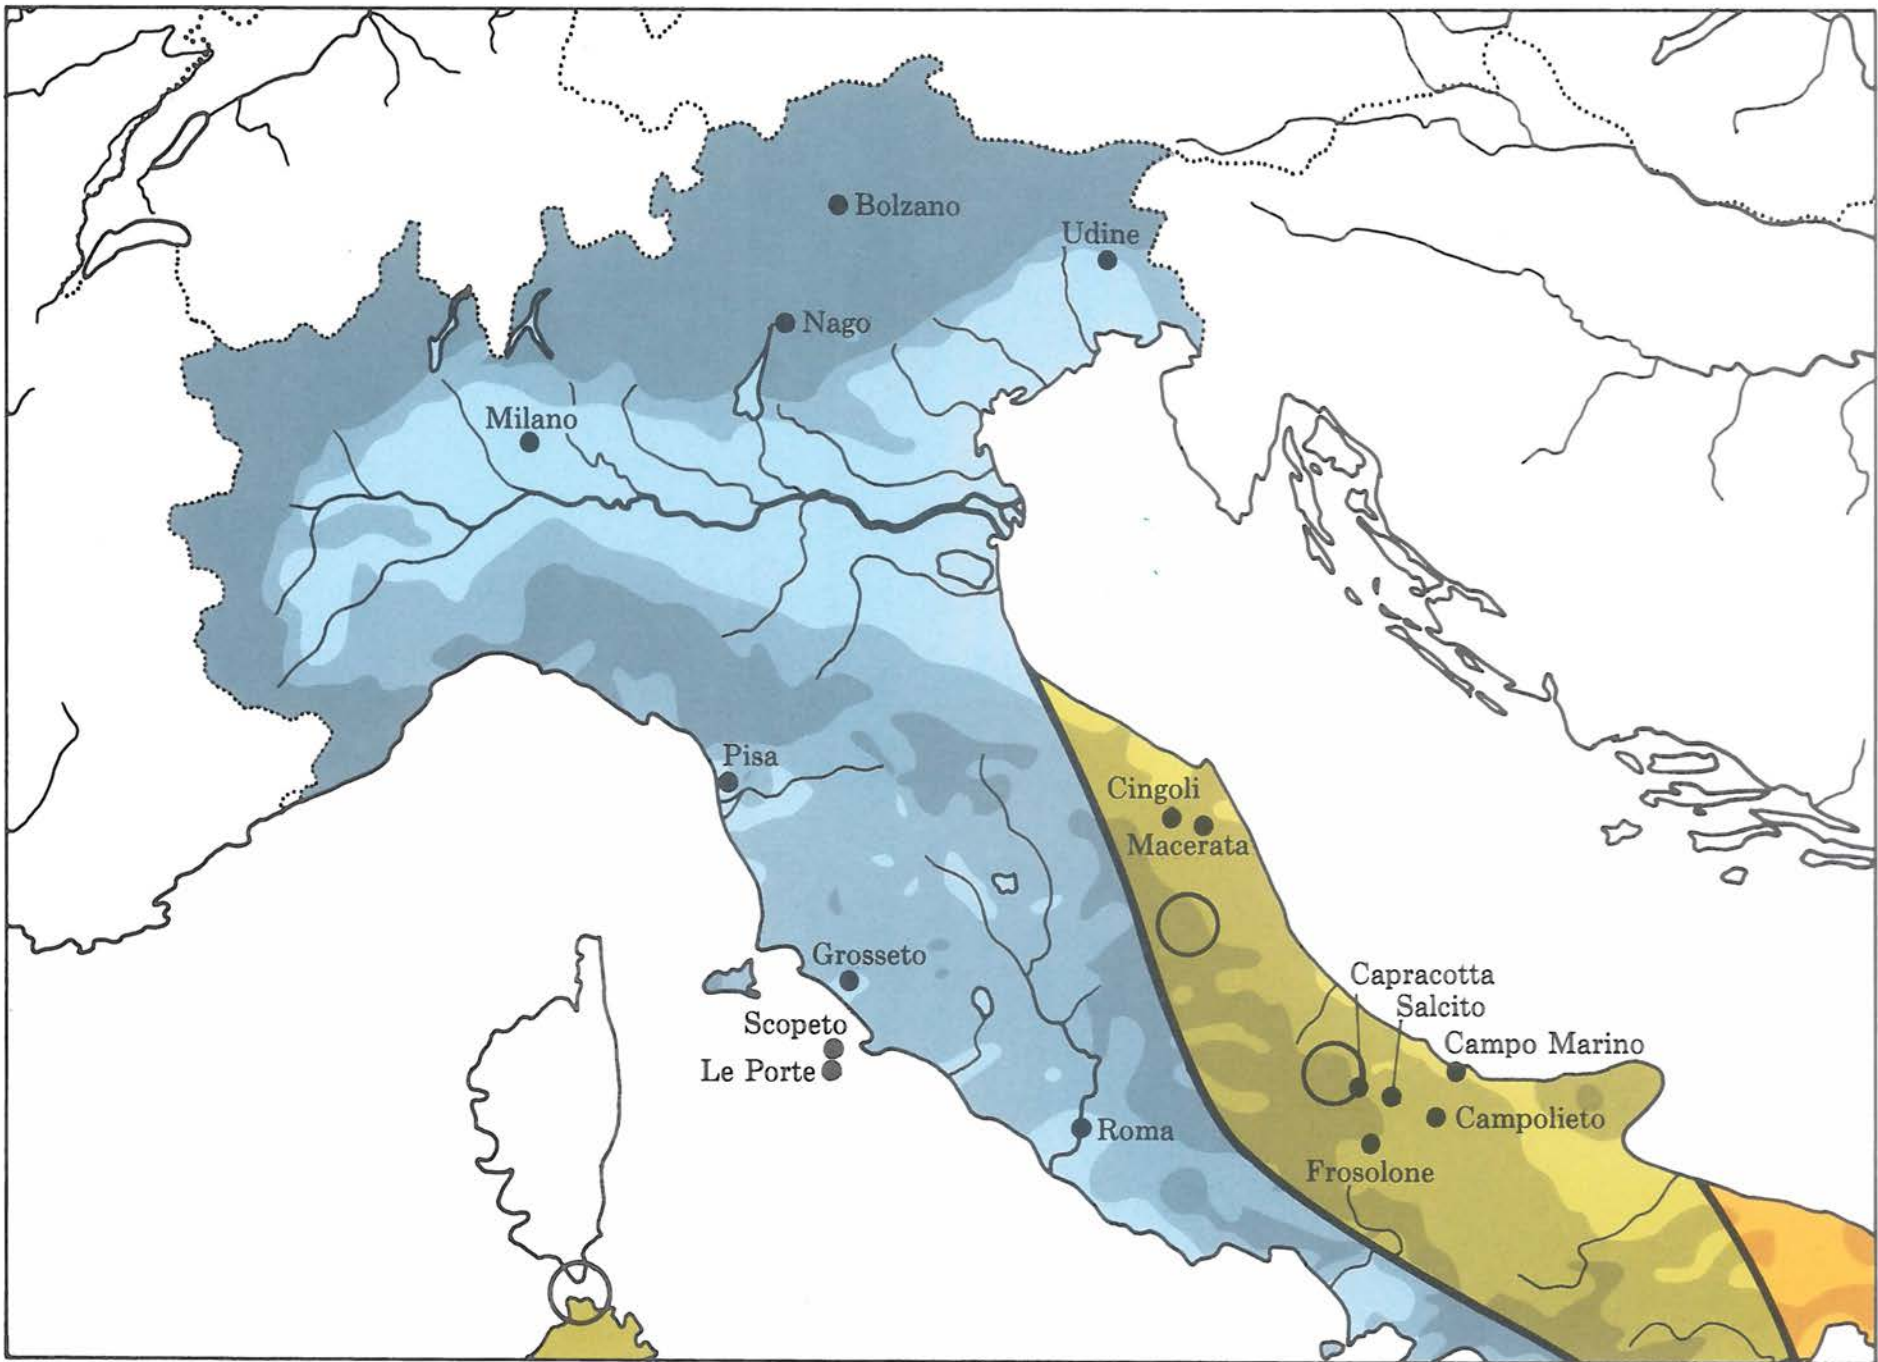 Bolzano
Udine
Nago
Milano
Pisa
Cingoli
Macerata
Grosseto
Capracotta
Salcito
Scopeto
Campo Marino
Le Porte
Campolieto
Roma
Frosolone